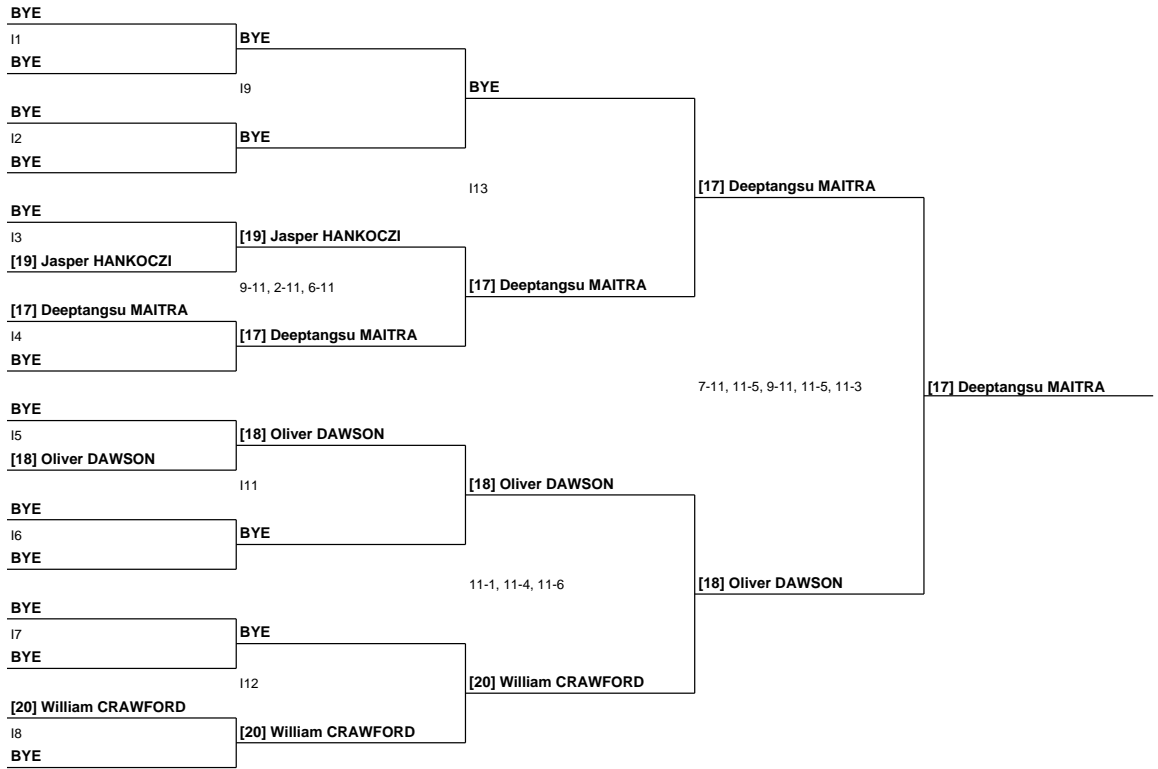 BYE
I1
BYE
BYE
I9
BYE
BYE
I2
BYE
BYE
I13
[17] Deeptangsu MAITRA
BYE
I3
[19] Jasper HANKOCZI
[19] Jasper HANKOCZI
9-11, 2-11, 6-11
[17] Deeptangsu MAITRA
[17] Deeptangsu MAITRA
I4
[17] Deeptangsu MAITRA
BYE
7-11, 11-5, 9-11, 11-5, 11-3
[17] Deeptangsu MAITRA
BYE
I5
[18] Oliver DAWSON
[18] Oliver DAWSON
I11
[18] Oliver DAWSON
BYE
I6
BYE
BYE
11-1, 11-4, 11-6
[18] Oliver DAWSON
BYE
I7
BYE
BYE
I12
[20] William CRAWFORD
[20] William CRAWFORD
I8
[20] William CRAWFORD
BYE